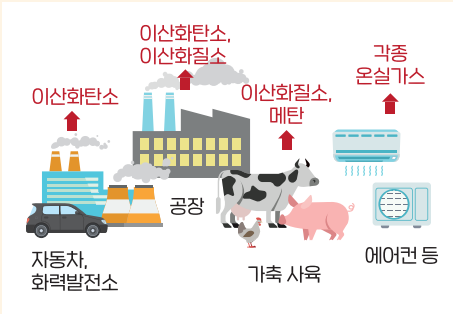 이산화탄소,
이산화질소
각종
온실가스
이산화탄소
이산화질소,
메탄
공장
자동차,
화력발전소
가축 사육
에어컨 등